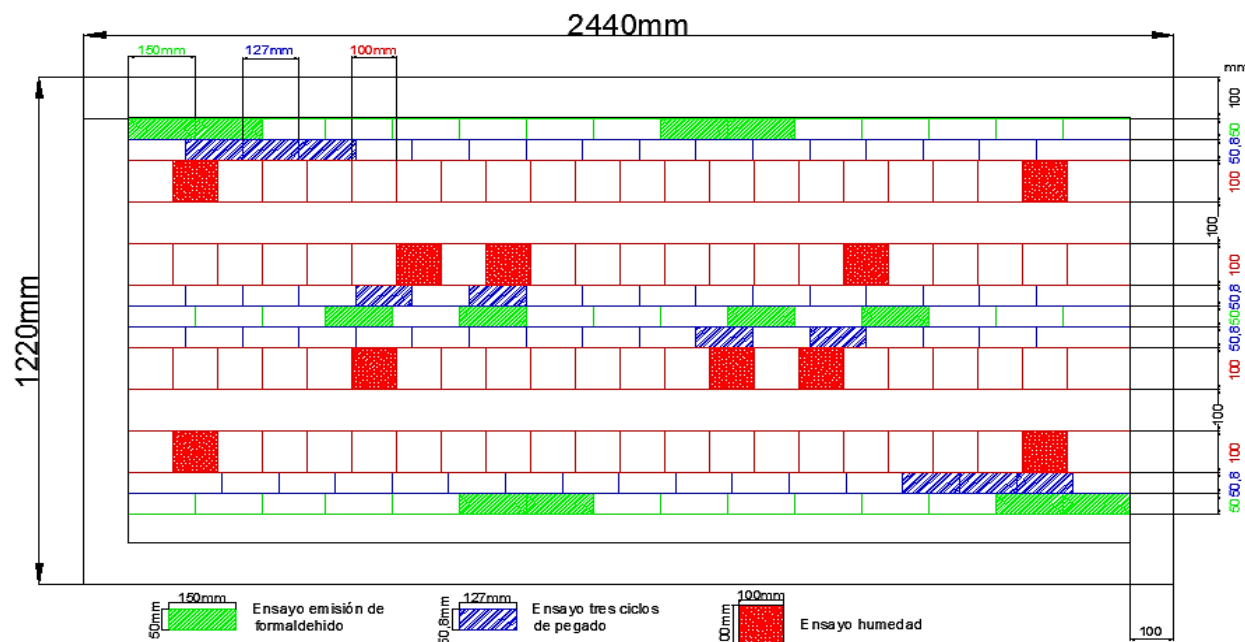 2440mm
150mm
127mm
100mm
mm
100
50
50,8
100
100
100
50,8
50
50,8
100
100
100
50,8
50
1220mm
150mm
50mm
Ensayo emisión de
formaldehido
127mm
50,8mm
Ensayo tres ciclos
de pegado
100mm
100mm
Ensayo humedad
100